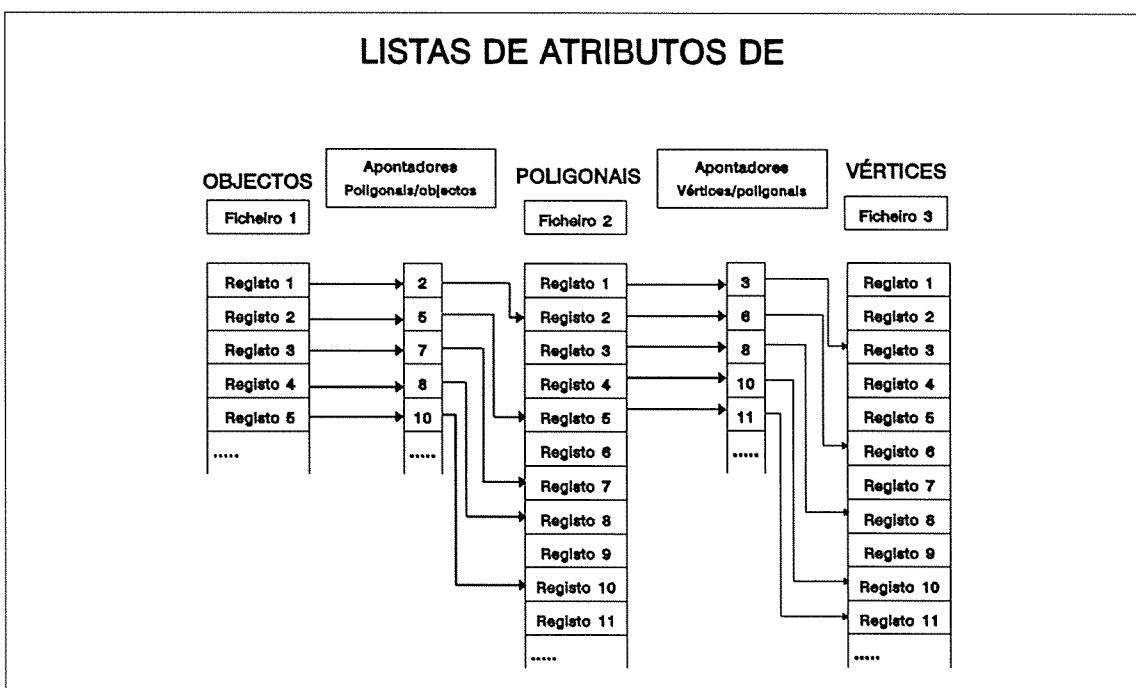 LISTAS DE ATRIBUTOS DE
OBJECTOS
Apontadores
Poligonais/objectos
POLIGONAIS
Apontadores
Vértices/poligonais
VÉRTICES
Ficheiro 1
Ficheiro 2
Ficheiro 3
Registo 1
Registo 2
Registo 3
Registo 4
Registo 5
.....
2
5
7
8
10
.....
Registo 1
Registo 2
Registo 3
Registo 4
Registo 5
Registo 6
Registo 7
Registo 8
Registo 9
Registo 10
Registo 11
.....
3
6
8
10
11
.....
Registo 1
Registo 2
Registo 3
Registo 4
Registo 5
Registo 6
Registo 7
Registo 8
Registo 9
Registo 10
Registo 11
.....